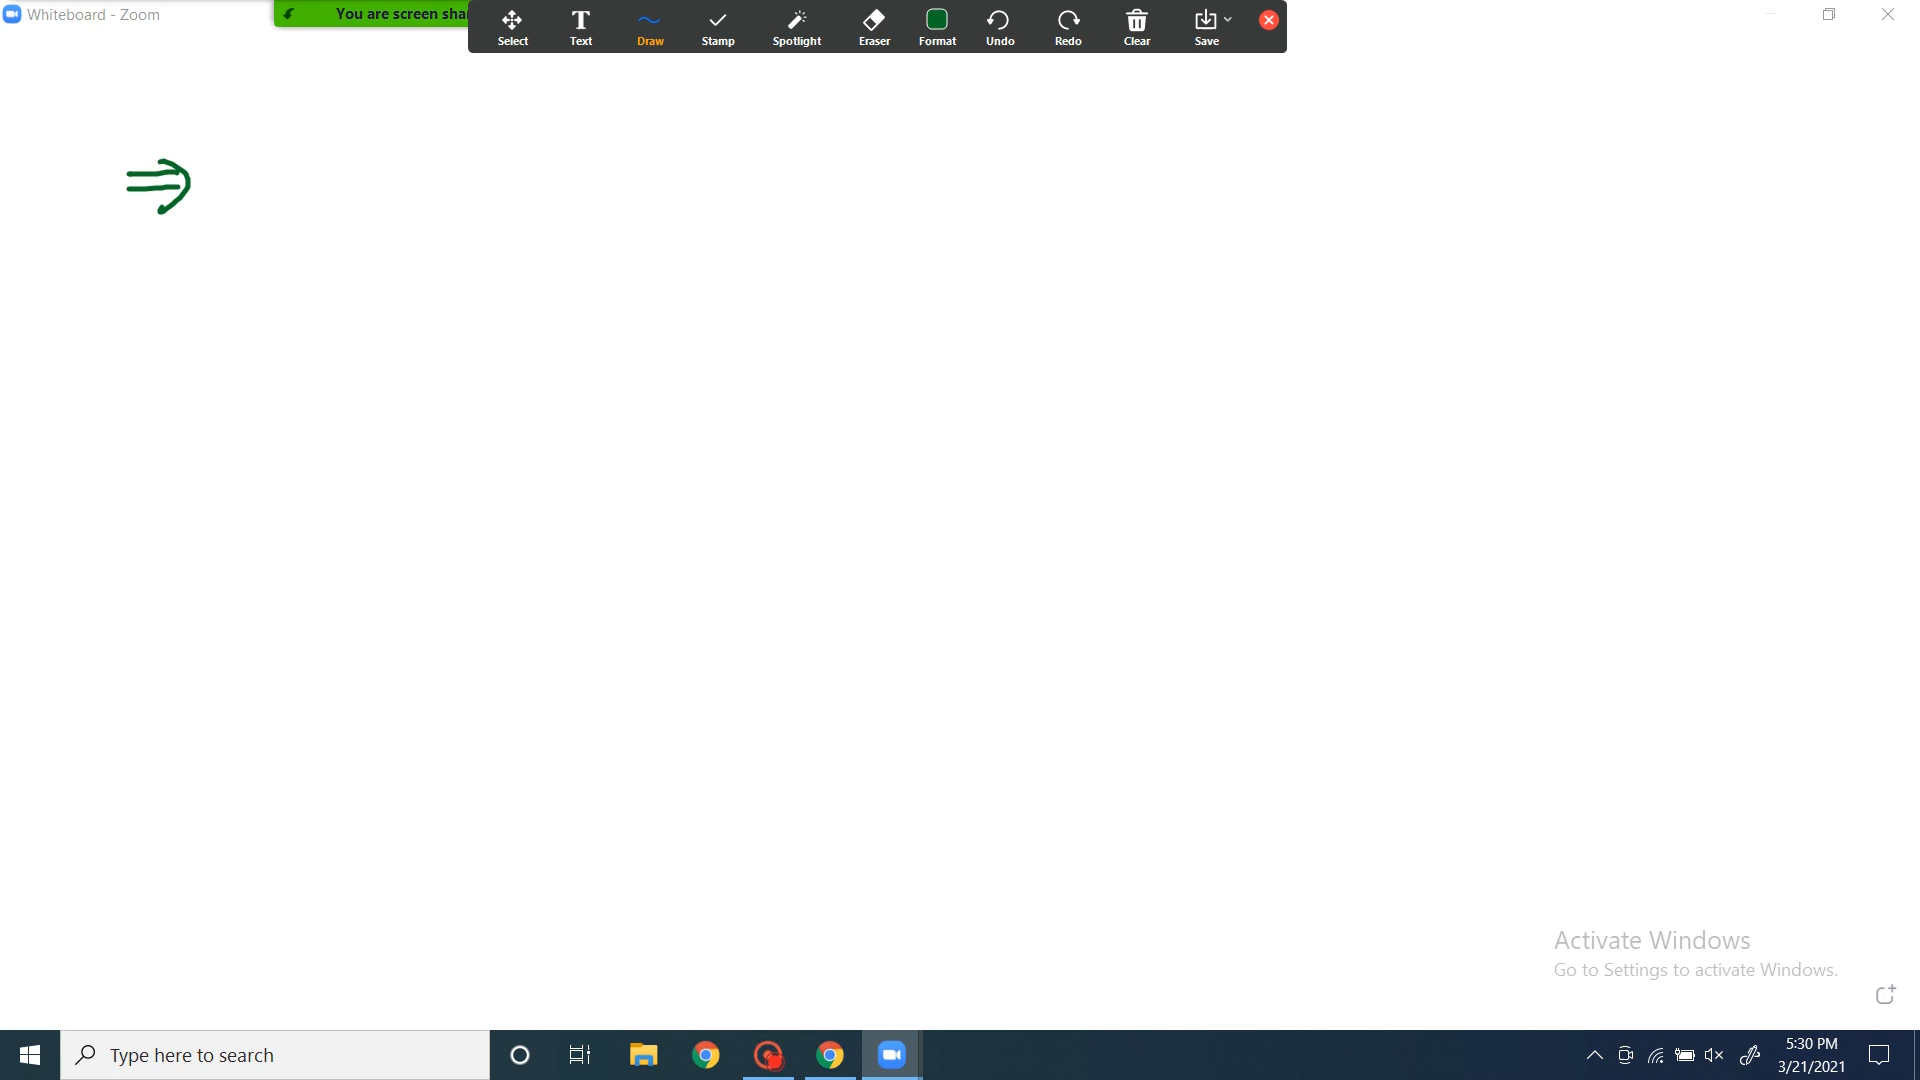 Whiteboard - Zoom
You are screen sha
Select Text Draw Stamp Spotlight Eraser Format Undo Redo Clear Save
⇒
Activate Windows
Go to Settings to activate Windows.
Type here to search
5:30 PM
3/21/2021